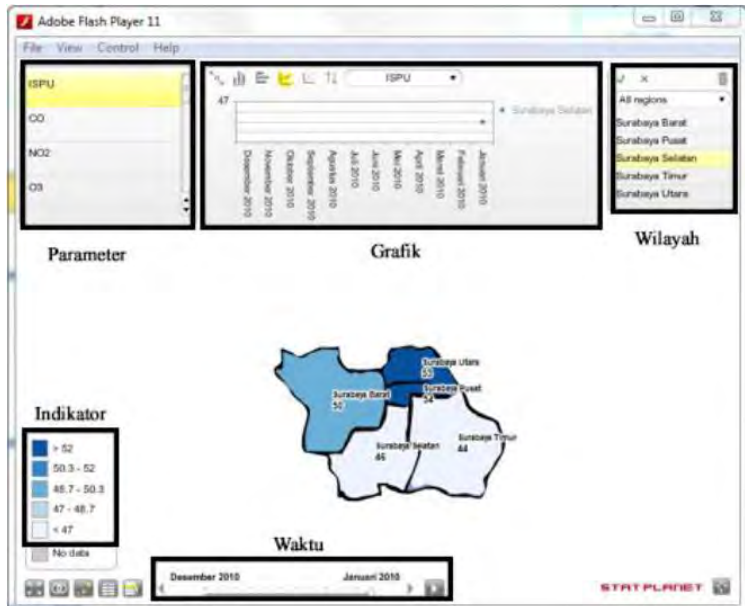 Adobe Flash Player 11
File View Control Help
ISPU
CO
NO2
O3
ISPU
47
Surabaya Selatan
Desember 2010
November 2010
Oktober 2010
September 2010
Agustus 2010
Juli 2010
Juni 2010
Mei 2010
April 2010
Maret 2010
Februari 2010
Januari 2010
All regions
Surabaya Barat
Surabaya Pusat
Surabaya Selatan
Surabaya Timur
Surabaya Utara
Parameter
Grafik
Wilayah
Surabaya Utara
53
Surabaya Pusat
54
Surabaya Barat
50
Surabaya Selatan
46
Surabaya Timur
44
Indikator
> 52
50.3 - 52
48.7 - 50.3
47 - 48.7
< 47
No data
Waktu
Desember 2010 Januari 2010
STATPLANET